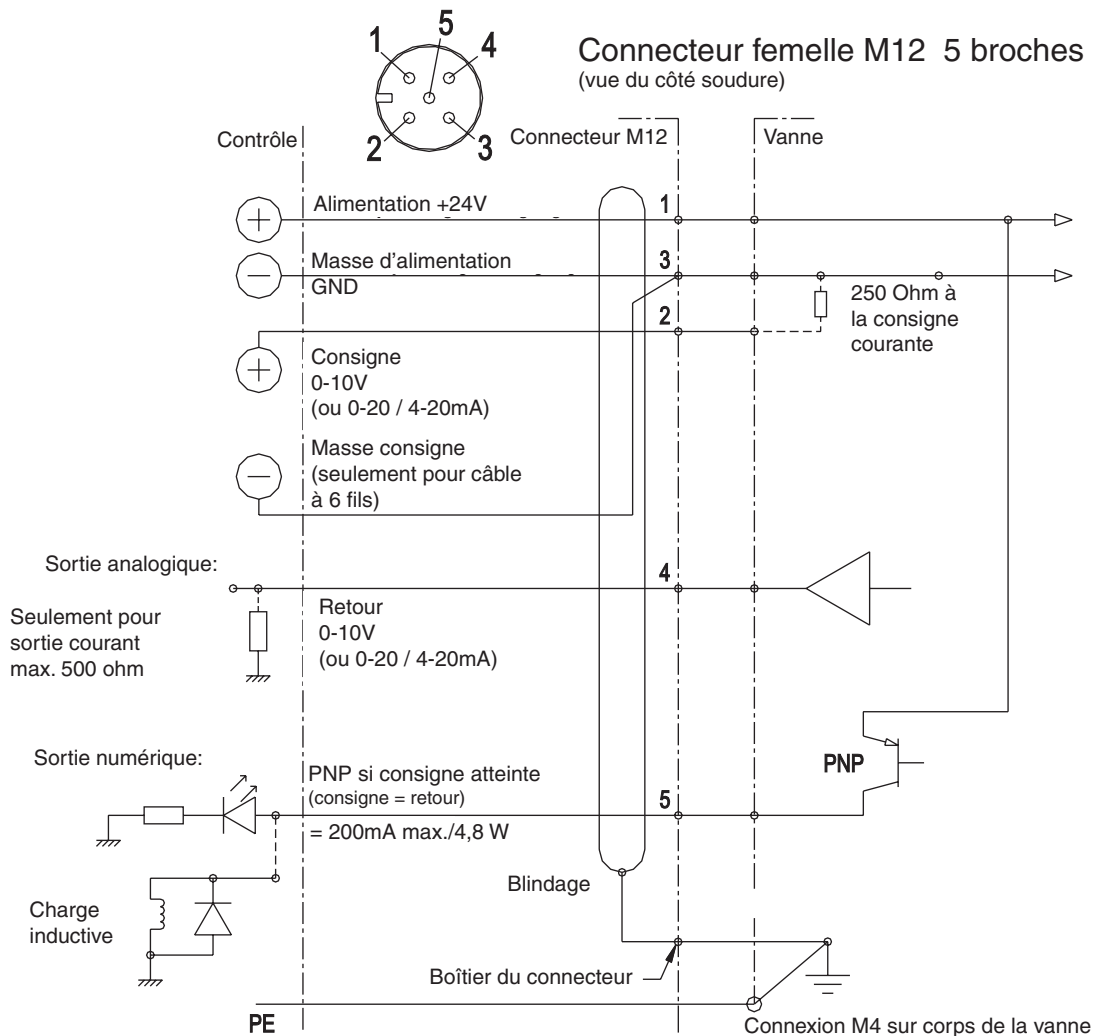 5
1
4
2
3
Connecteur femelle M12 5 broches
(vue du côté soudure)
Contrôle
Connecteur M12
Vanne
Alimentation +24V
1
Masse d'alimentation
GND
3
250 Ohm à
la consigne
courante
2
Consigne
0-10V
(ou 0-20 / 4-20mA)
Masse consigne
(seulement pour câble
à 6 fils)
Sortie analogique:
4
Seulement pour
sortie courant
max. 500 ohm
Retour
0-10V
(ou 0-20 / 4-20mA)
Sortie numérique:
PNP
PNP si consigne atteinte
(consigne = retour)
5
= 200mA max./4,8 W
Blindage
Charge
inductive
Boîtier du connecteur
PE
Connexion M4 sur corps de la vanne